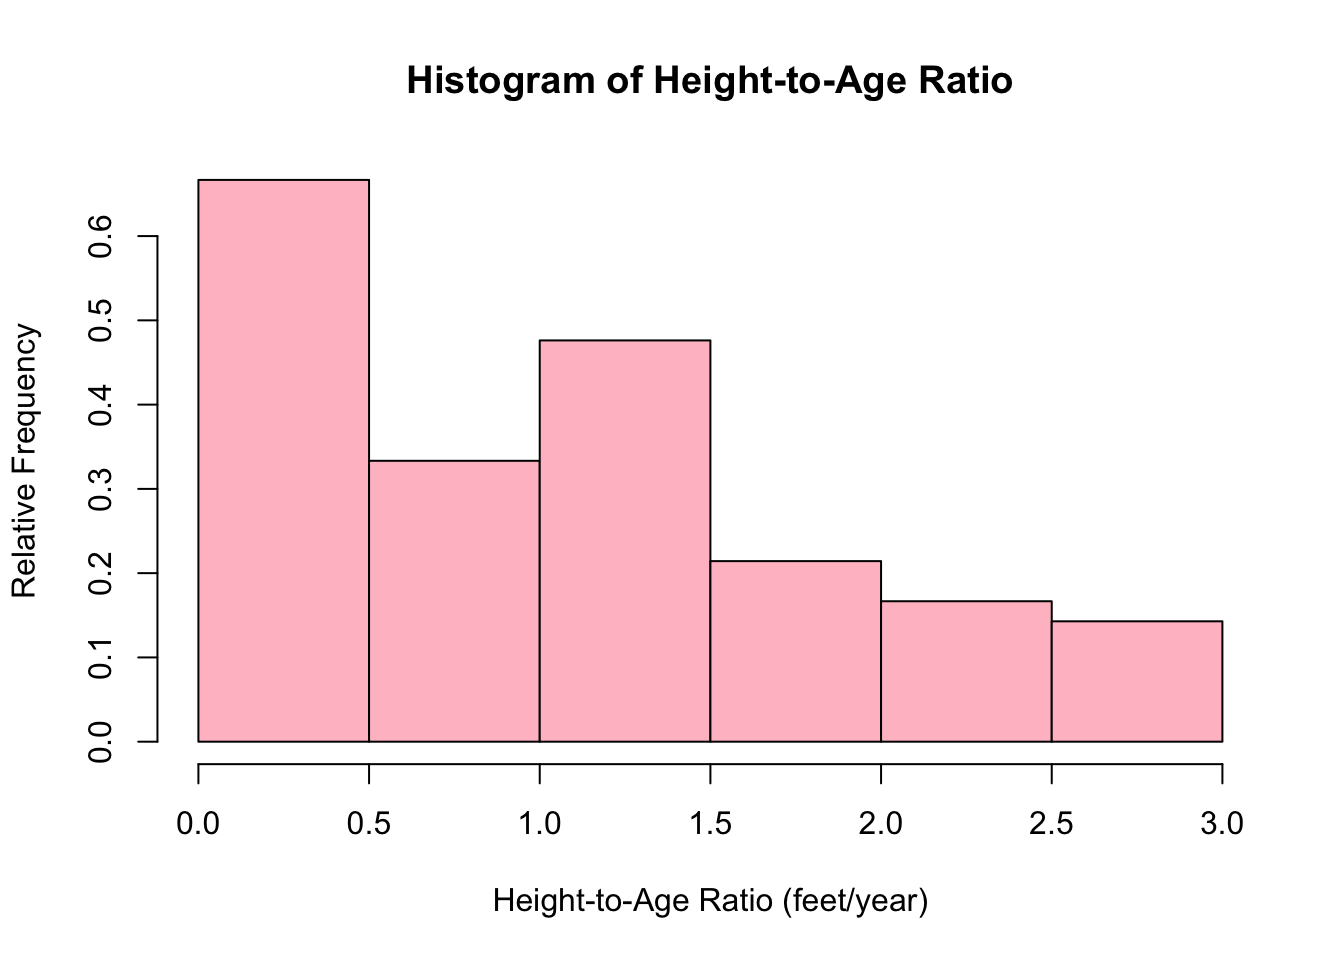 Histogram of Height-to-Age Ratio
Relative Frequency
0.6
0.5
0.4
0.3
0.2
0.1
0.0
0.0 0.5 1.0 1.5 2.0 2.5 3.0
Height-to-Age Ratio (feet/year)